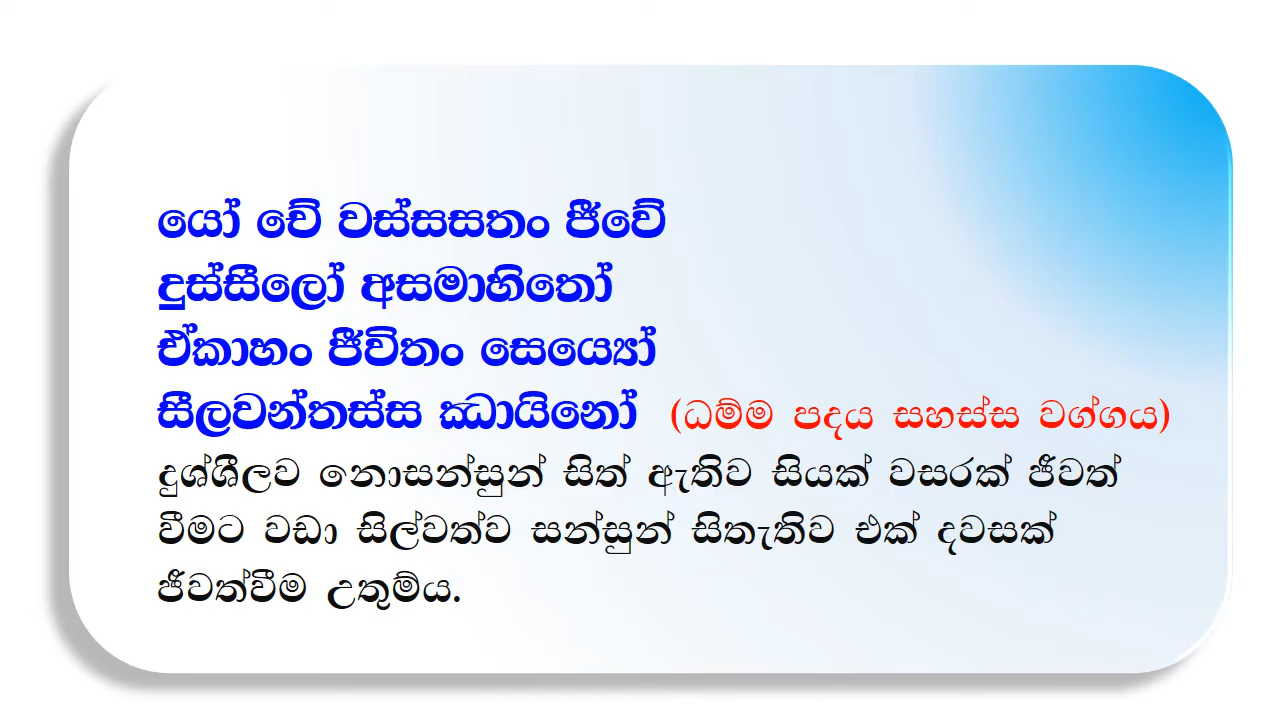 යෝ චේ වස්සසතං ජීවේ
දුස්සීලෝ අසමාහිතෝ
ඒකාහං ජීවිතං සෙය්‍යෝ
සීලවන්තස්ස ඣායිනෝ (ධම්ම පදය සහස්ස වග්ගය)
දුශ්ශීලව නොසන්සුන් සිත් ඇතිව සියක් වසරක් ජීවත්
වීමට වඩා සිල්වත්ව සන්සුන් සිතැතිව එක් දවසක්
ජීවත්වීම උතුම්ය.